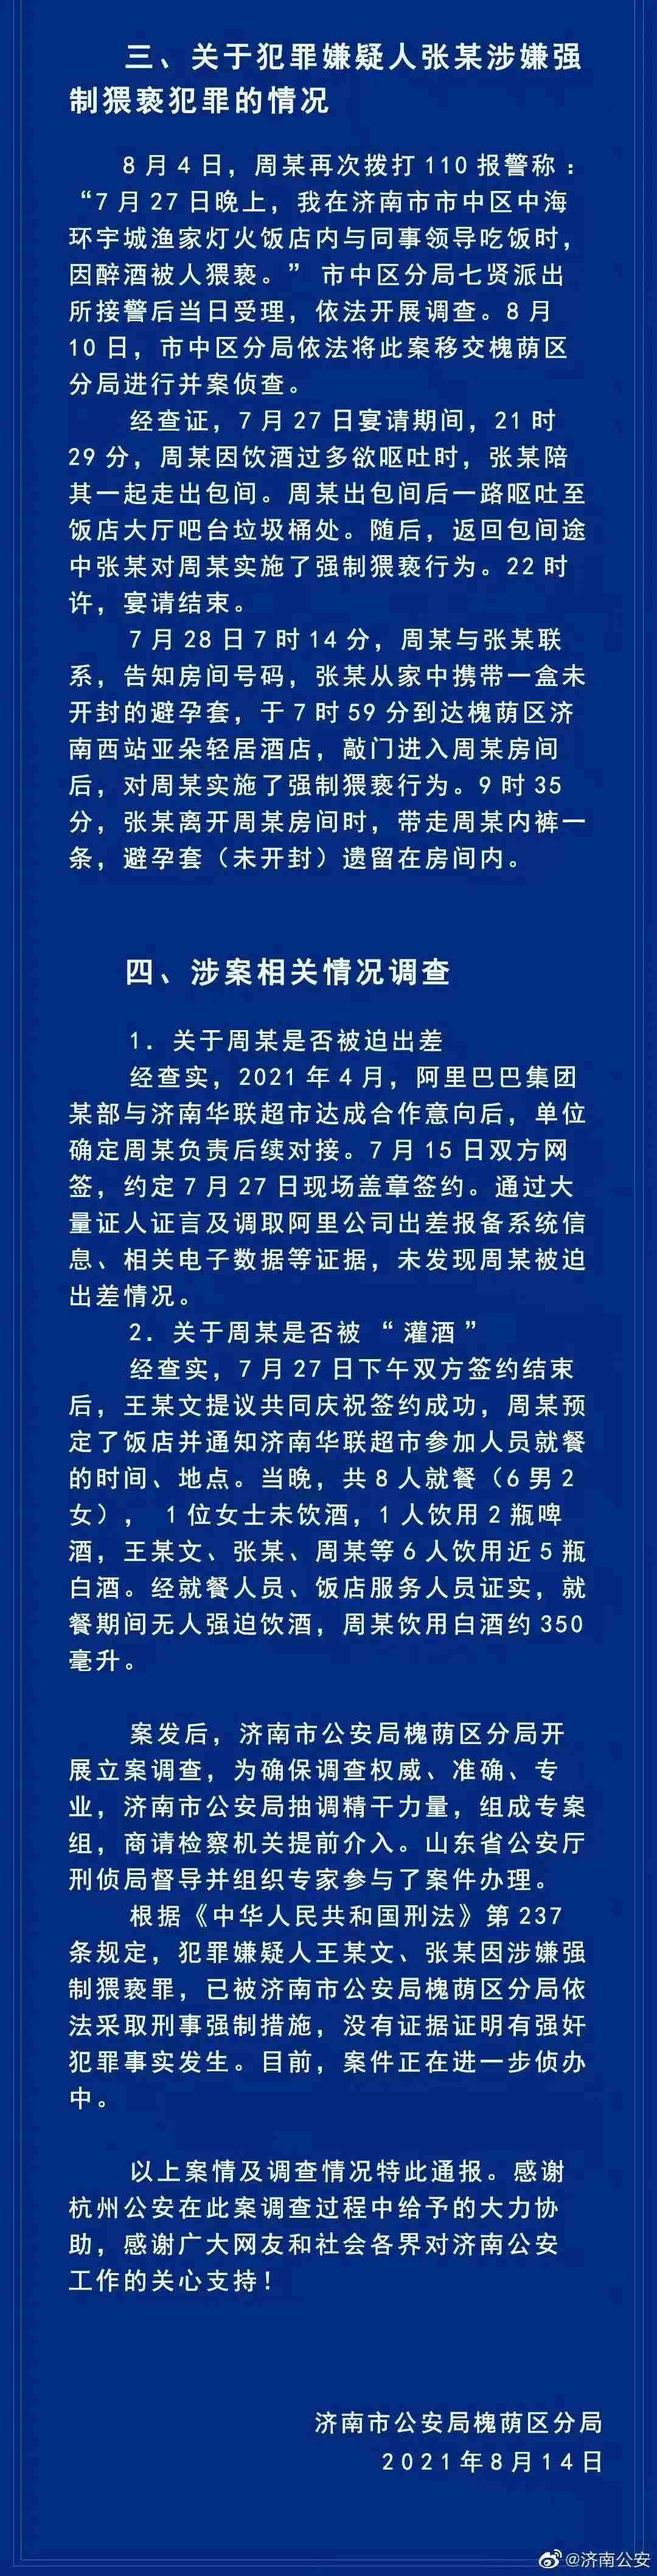 三、关于犯罪嫌疑人张某涉嫌强
制猥亵犯罪的情况
8月4日，周某再次拨打110报警称：
“7月27日晚上，我在济南市市中区中海
环宇城渔家灯火饭店内与同事领导吃饭时，
因醉酒被人猥亵。” 市中区分局七贤派出
所接警后当日受理，依法开展调查。8月
10日，市中区分局依法将此案移交槐荫区
分局进行并案侦查。
经查证，7月27日宴请期间，21时
29分，周某因饮酒过多欲呕吐时，张某陪
其一起走出包间。周某出包间后一路呕吐至
饭店大厅吧台垃圾桶处。随后，返回包间途
中张某对周某实施了强制猥亵行为。22时
许，宴请结束。
7月28日7时14分，周某与张某联
系，告知房间号码，张某从家中携带一盒未
开封的避孕套，于7时59分到达槐荫区济
南西站亚朵轻居酒店，敲门进入周某房间
后，对周某实施了强制猥亵行为。9时35
分，张某离开周某房间时，带走周某内裤一
条，避孕套（未开封）遗留在房间内。
四、涉案相关情况调查
1.关于周某是否被迫出差
经查实，2021年4月，阿里巴巴集团
某部与济南华联超市达成合作意向后，单位
确定周某负责后续对接。7月15日双方网
签，约定7月27日现场盖章签约。通过大
量证人证言及调取阿里公司出差报备系统信
息、相关电子数据等证据，未发现周某被迫
出差情况。
2.关于周某是否被“灌酒”
经查实，7月27日下午双方签约结束
后，王某文提议共同庆祝签约成功，周某预
定了饭店并通知济南华联超市参加人员就餐
的时间、地点。当晚，共8人就餐（6男2
女）， 1位女士未饮酒，1人饮用2瓶啤
酒，王某文、张某、周某等6人饮用近5瓶
白酒。经就餐人员、饭店服务人员证实，就
餐期间无人强迫饮酒，周某饮用白酒约350
毫升。
案发后，济南市公安局槐荫区分局开
展立案调查，为确保调查权威、准确、专
业，济南市公安局抽调精干力量，组成专案
组，商请检察机关提前介入。山东省公安厅
刑侦局督导并组织专家参与了案件办理。
根据《中华人民共和国刑法》第237
条规定，犯罪嫌疑人王某文、张某因涉嫌强
制猥亵罪，已被济南市公安局槐荫区分局依
法采取刑事强制措施，没有证据证明有强奸
犯罪事实发生。目前，案件正在进一步侦办
中。
以上案情及调查情况特此通报。感谢
杭州公安在此案调查过程中给予的大力协
助，感谢广大网友和社会各界对济南公安
工作的关心支持！
济南市公安局槐荫区分局
2021年8月14日
@济南公安